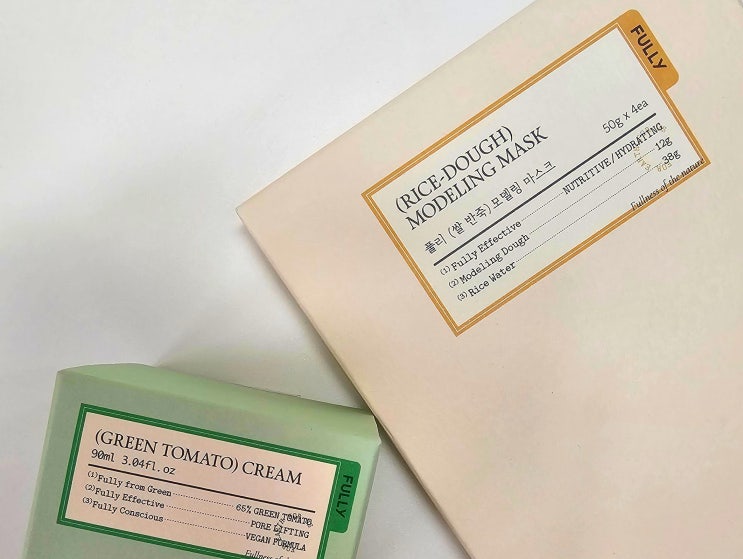 FULLY
50g x 4ea
(RICE-DOUGH)
MODELING MASK
풀리 (쌀 반죽) 모델링 마스크
(1) Fully Effective NUTRITIVE/HYDRATING
(2) Modeling Dough 12g
(3) Rice Water 38g
Fullness of the nature
(GREEN TOMATO) CREAM
90ml 3.04fl.oz
FULLY
(1) Fully from Green 65% GREEN TOMATO
(2) Fully Effective PORE LIFTING
(3) Fully Conscious VEGAN FORMULA
Fullness of